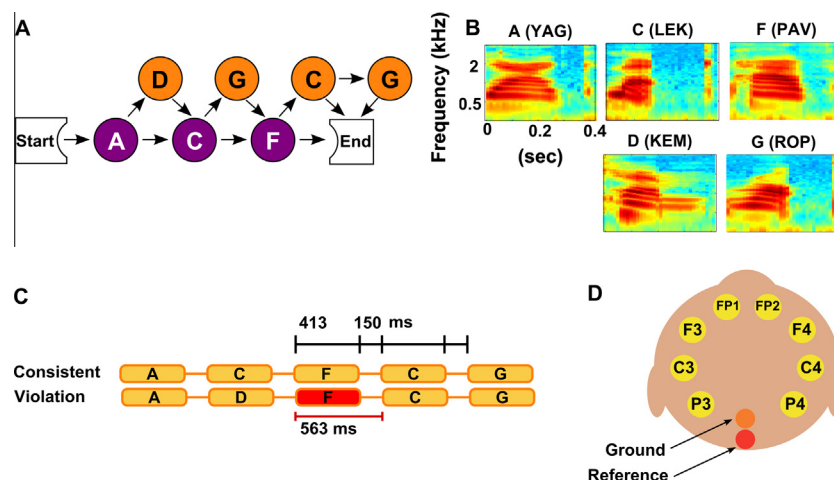 A
D
G
C
G
Start
A
C
F
End
B
A (YAG)
C (LEK)
F (PAV)
Frequency (kHz)
2
0.5
0
0.2
0.4
(sec)
D (KEM)
G (ROP)
C
413
150
ms
Consistent
A
C
F
C
G
Violation
A
D
F
C
G
563 ms
D
FP1
FP2
F3
F4
C3
C4
P3
P4
Ground
Reference